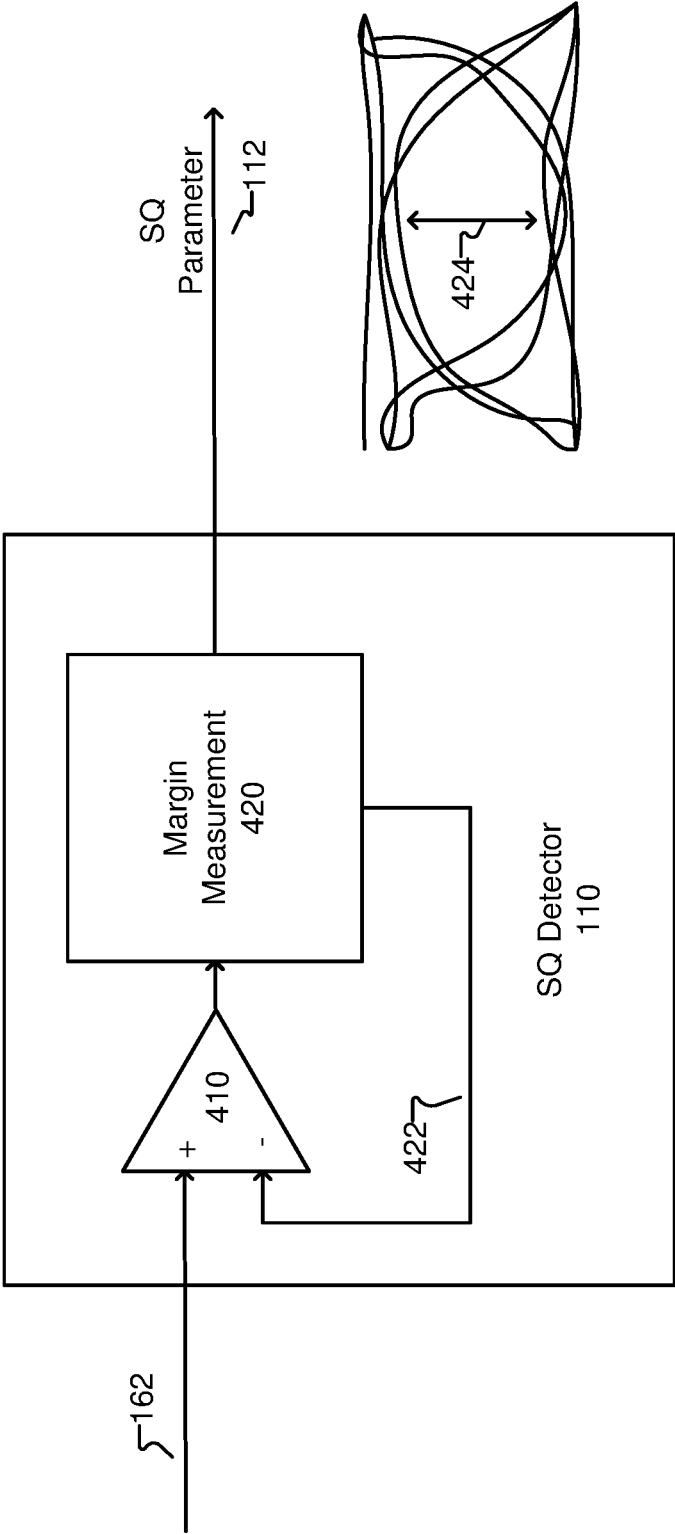 162
+
-
410
422
Margin
Measurement
420
SQ Detector
110
SQ
Parameter
112
424